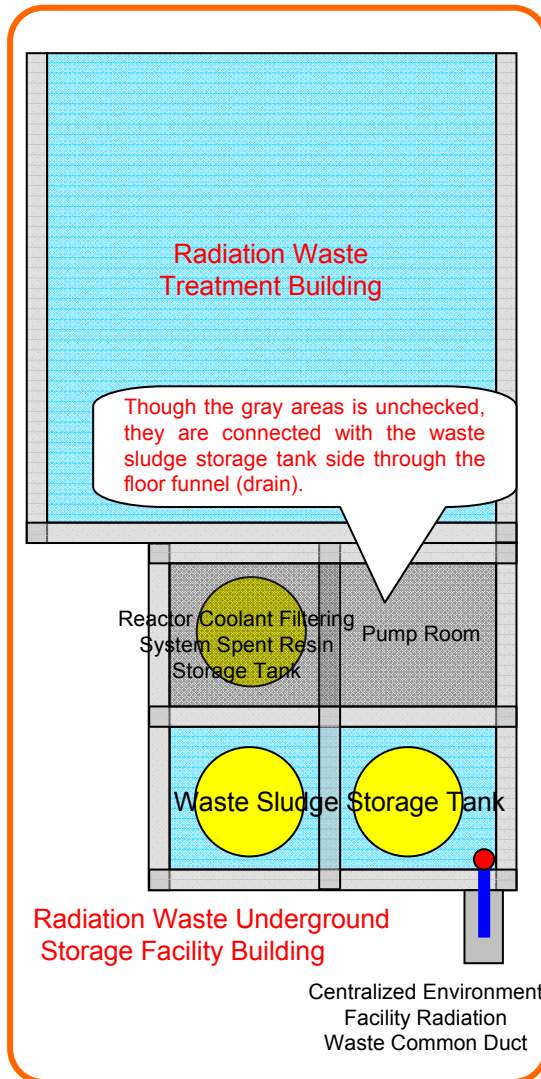 Radiation Waste
Treatment Building
Though the gray areas is unchecked,
they are connected with the waste
sludge storage tank side through the
floor funnel (drain).
Reactor Coolant Filtering
System Spent Resin
Storage Tank
Pump Room
Waste Sludge Storage Tank
Radiation Waste Underground
Storage Facility Building
Centralized Environment
Facility Radiation
Waste Common Duct